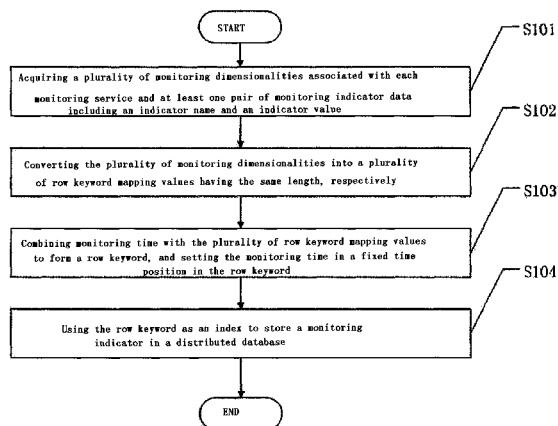 START
S101
Acquiring a plurality of monitoring dimensionalities associated with each
monitoring service and at least one pair of monitoring indicator data
including an indicator name and an indicator value
S102
Converting the plurality of monitoring dimensionalities into a plurality
of row keyword mapping values having the same length, respectively
S103
Combining monitoring time with the plurality of row keyword mapping values
to form a row keyword, and setting the monitoring time in a fixed time
position in the row keyword
S104
Using the row keyword as an index to store a monitoring
indicator in a distributed database
END